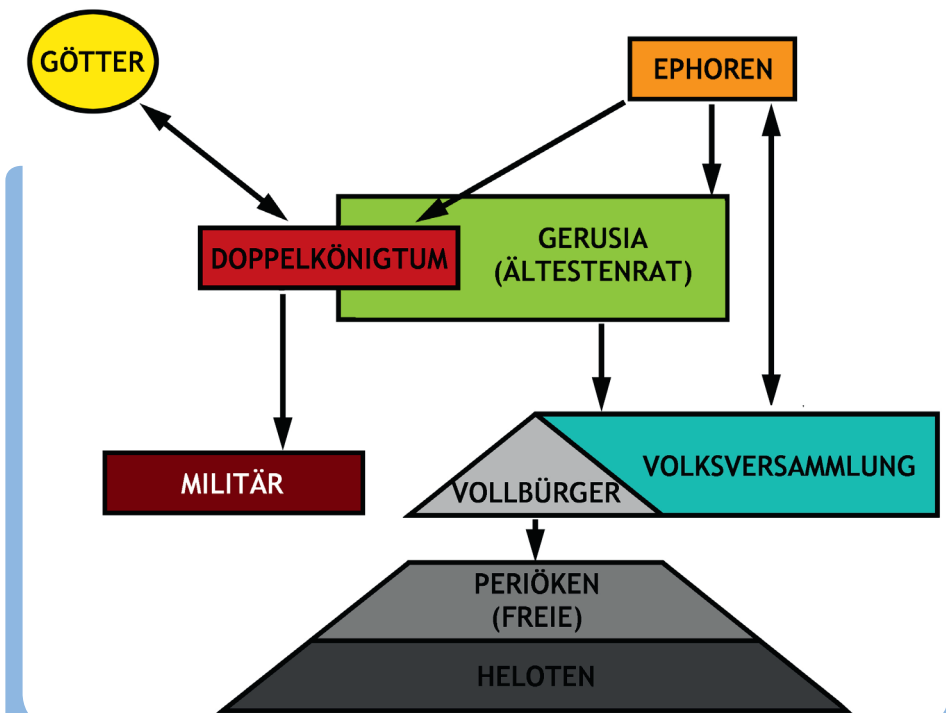 GÖTTER
EPHOREN
DOPPELKÖNIGTUM
GERUSIA
(ÄLTESTENRAT)
MILITÄR
VOLLBÜRGER
VOLKSVERSAMMLUNG
PERIÖKEN
(FREIE)
HELOTEN